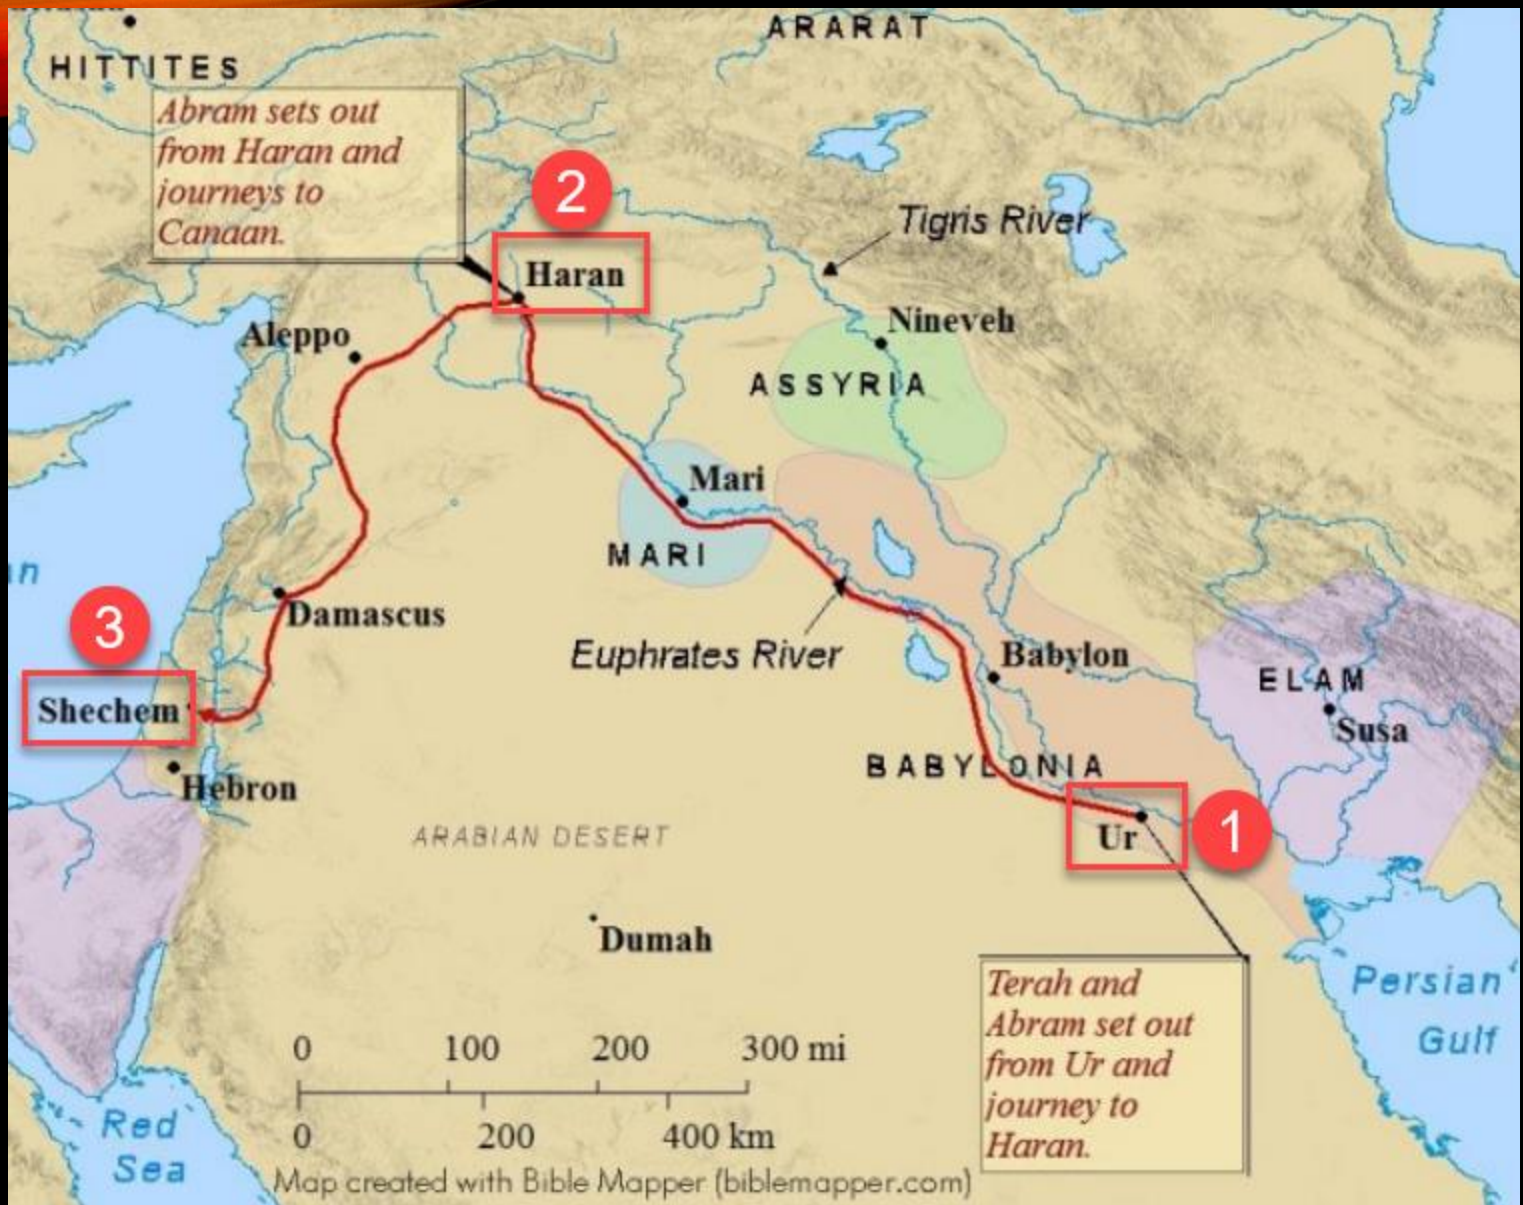 ARARAT
HITTITES
Abram sets out
from Haran and
journeys to
Canaan.
2
Haran
Tigris River
Aleppo
Nineveh
ASSYRIA
Mari
MARI
3
Damascus
Euphrates River
Babylon
ELAM
Susa
Shechem
Hebron
BABYLONIA
ARABIAN DESERT
Ur
1
Dumah
Terah and
Abram set out
from Ur and
journey to
Haran.
Persian
Gulf
0 100 200 300 mi
0 200 400 km
Red
Sea
Map created with Bible Mapper (biblemapper.com)